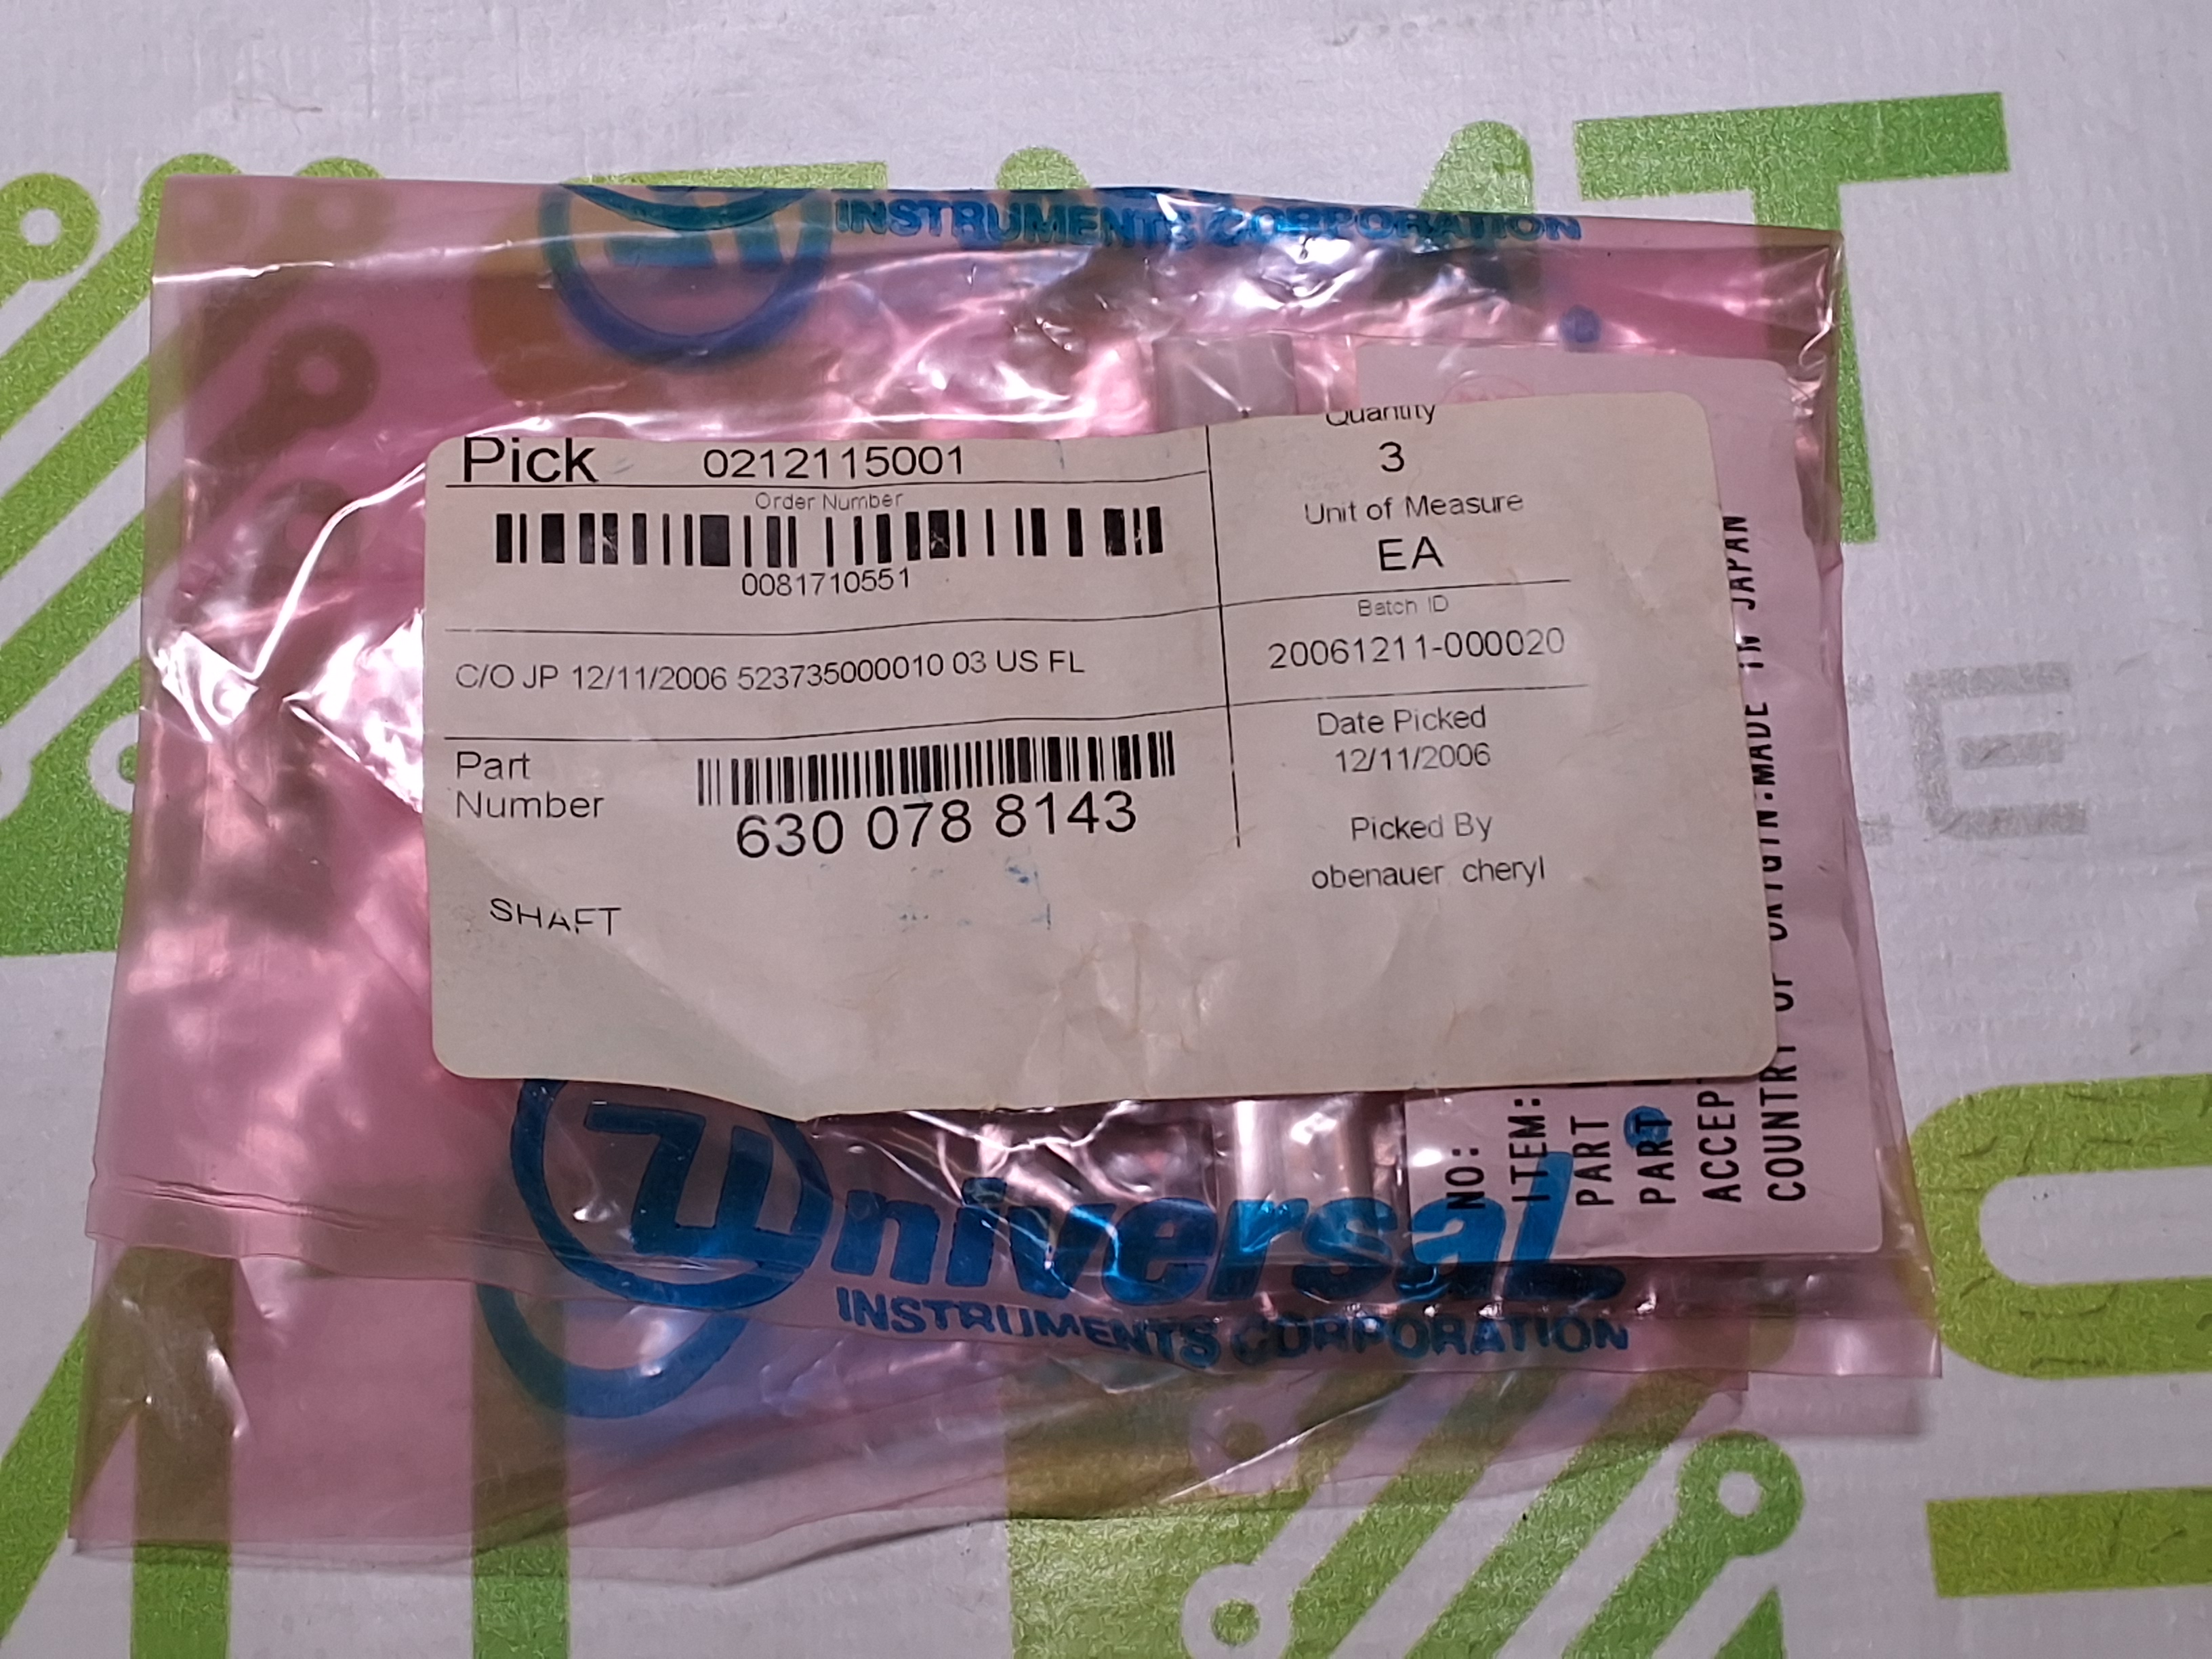 INSTRUMENTS CORPORATION
Pick 0212115001
Order Number
0081710551
C/O JP 12/11/2006 523735000010 03 US FL
Part
Number
630 078 8143
SHAFT
Quantity
3
Unit of Measure
EA
Batch ID
20061211-000020
Date Picked
12/11/2006
Picked By
obenauer cheryl
NO:
ITEM:
PART
PART
ACCEP
COUNTRY OF ORIGIN:MADE IN JAPAN
Universal
INSTRUMENTS CORPORATION